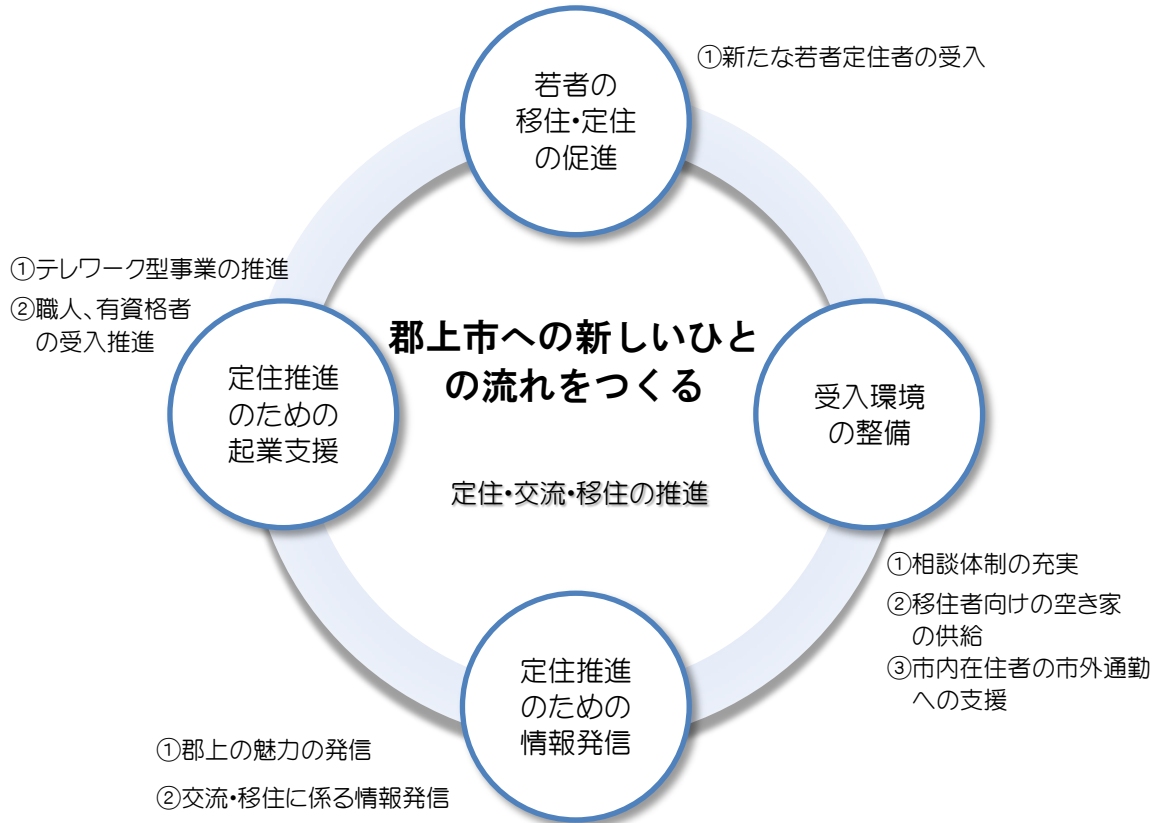 若者の
移住・定住
の促進
①新たな若者定住者の受入
①テレワーク型事業の推進
②職人、有資格者
の受入推進
定住推進
のための
起業支援
郡上市への新しいひと
の流れをつくる
定住・交流・移住の推進
受入環境
の整備
①相談体制の充実
②移住者向けの空き家
の供給
③市内在住者の市外通勤
への支援
定住推進
のための
情報発信
①郡上の魅力の発信
②交流・移住に係る情報発信